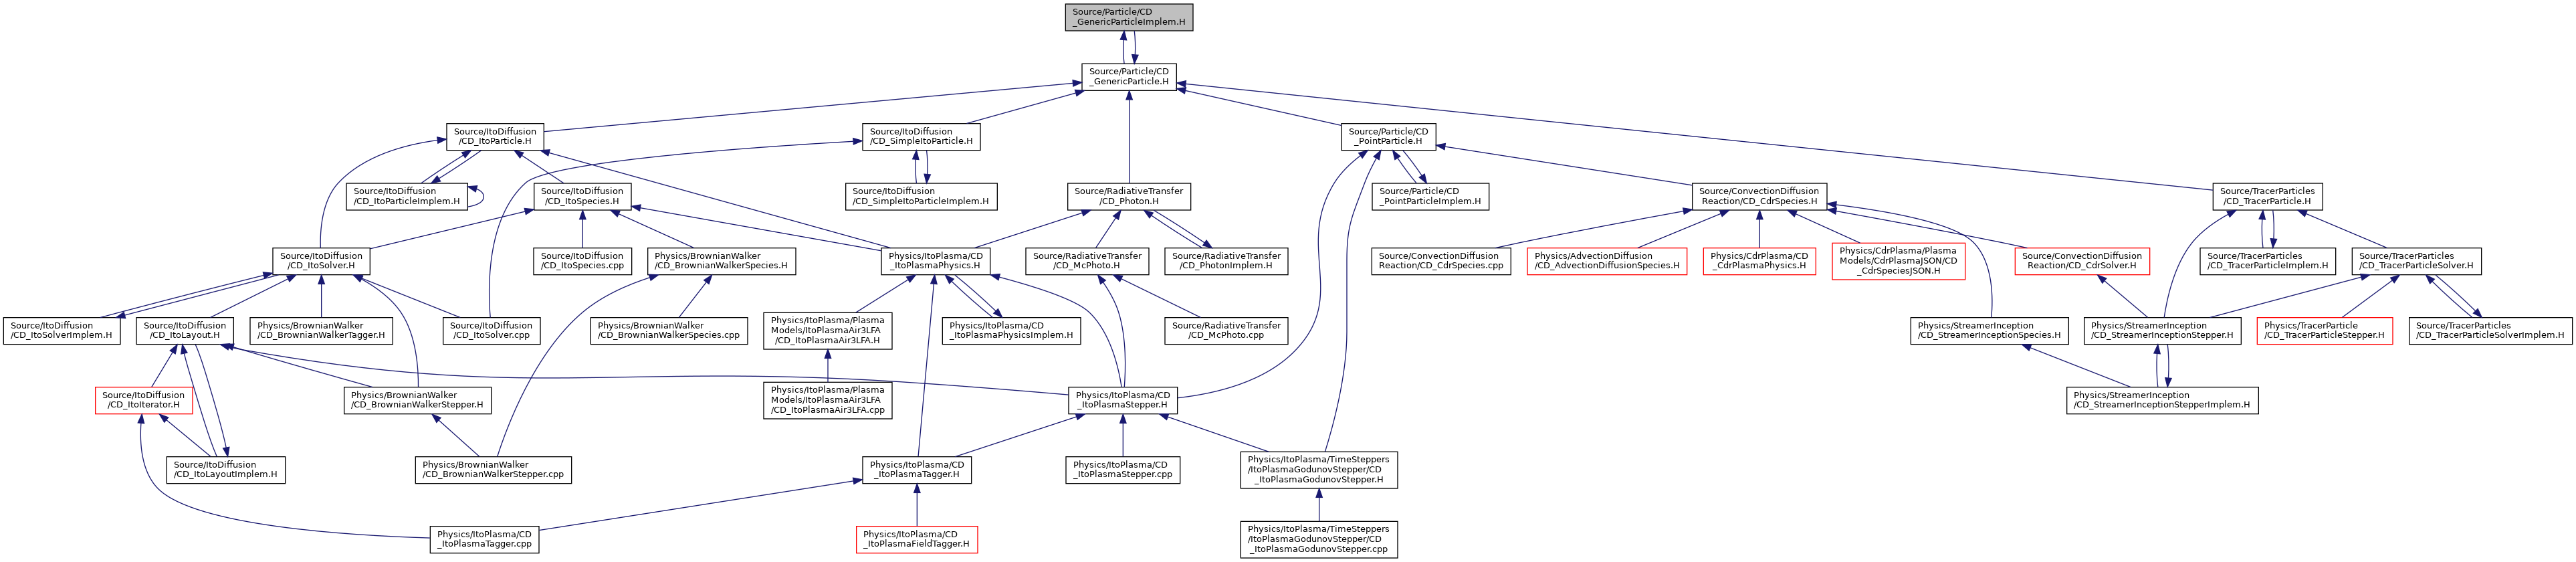 Source/Particle/CD
_GenericParticleImplem.H
Source/Particle/CD
_GenericParticle.H
Source/ItoDiffusion
/CD_ItoParticle.H
Source/ItoDiffusion
/CD_SimpleItoParticle.H
Source/Particle/CD
_PointParticle.H
Source/ItoDiffusion
/CD_ItoParticleImplem.H
Source/ItoDiffusion
/CD_ItoSpecies.H
Source/ItoDiffusion
/CD_SimpleItoParticleImplem.H
Source/RadiativeTransfer
/CD_Photon.H
Source/Particle/CD
_PointParticleImplem.H
Source/ConvectionDiffusion
Reaction/CD_CdrSpecies.H
Source/TracerParticles
/CD_TracerParticle.H
Source/ItoDiffusion
/CD_ItoSolver.H
Source/ItoDiffusion
/CD_ItoSpecies.cpp
Physics/BrownianWalker
/CD_BrownianWalkerSpecies.H
Physics/ItoPlasma/CD
_ItoPlasmaPhysics.H
Source/RadiativeTransfer
/CD_McPhoto.H
Source/RadiativeTransfer
/CD_PhotonImplem.H
Source/ConvectionDiffusion
Reaction/CD_CdrSpecies.cpp
Physics/AdvectionDiffusion
/CD_AdvectionDiffusionSpecies.H
Physics/CdrPlasma/CD
_CdrPlasmaPhysics.H
Physics/CdrPlasma/Plasma
Models/CdrPlasmaJSON/CD
_CdrSpeciesJSON.H
Source/ConvectionDiffusion
Reaction/CD_CdrSolver.H
Source/TracerParticles
/CD_TracerParticleImplem.H
Source/TracerParticles
/CD_TracerParticleSolver.H
Source/ItoDiffusion
/CD_ItoSolverImplem.H
Source/ItoDiffusion
/CD_ItoLayout.H
Physics/BrownianWalker
/CD_BrownianWalkerTagger.H
Source/ItoDiffusion
/CD_ItoSolver.cpp
Physics/BrownianWalker
/CD_BrownianWalkerSpecies.cpp
Physics/ItoPlasma/Plasma
Models/ItoPlasmaAir3LFA
/CD_ItoPlasmaAir3LFA.H
Physics/ItoPlasma/CD
_ItoPlasmaPhysicsImplem.H
Source/RadiativeTransfer
/CD_McPhoto.cpp
Physics/StreamerInception
/CD_StreamerInceptionSpecies.H
Physics/StreamerInception
/CD_StreamerInceptionStepper.H
Physics/TracerParticle
/CD_TracerParticleStepper.H
Source/TracerParticles
/CD_TracerParticleSolverImplem.H
Source/ItoDiffusion
/CD_ItoIterator.H
Physics/BrownianWalker
/CD_BrownianWalkerStepper.H
Physics/ItoPlasma/Plasma
Models/ItoPlasmaAir3LFA
/CD_ItoPlasmaAir3LFA.cpp
Physics/ItoPlasma/CD
_ItoPlasmaStepper.H
Physics/StreamerInception
/CD_StreamerInceptionStepperImplem.H
Source/ItoDiffusion
/CD_ItoLayoutImplem.H
Physics/BrownianWalker
/CD_BrownianWalkerStepper.cpp
Physics/ItoPlasma/CD
_ItoPlasmaTagger.H
Physics/ItoPlasma/CD
_ItoPlasmaStepper.cpp
Physics/ItoPlasma/TimeSteppers
/ItoPlasmaGodunovStepper/CD
_ItoPlasmaGodunovStepper.H
Physics/ItoPlasma/CD
_ItoPlasmaTagger.cpp
Physics/ItoPlasma/CD
_ItoPlasmaFieldTagger.H
Physics/ItoPlasma/TimeSteppers
/ItoPlasmaGodunovStepper/CD
_ItoPlasmaGodunovStepper.cpp